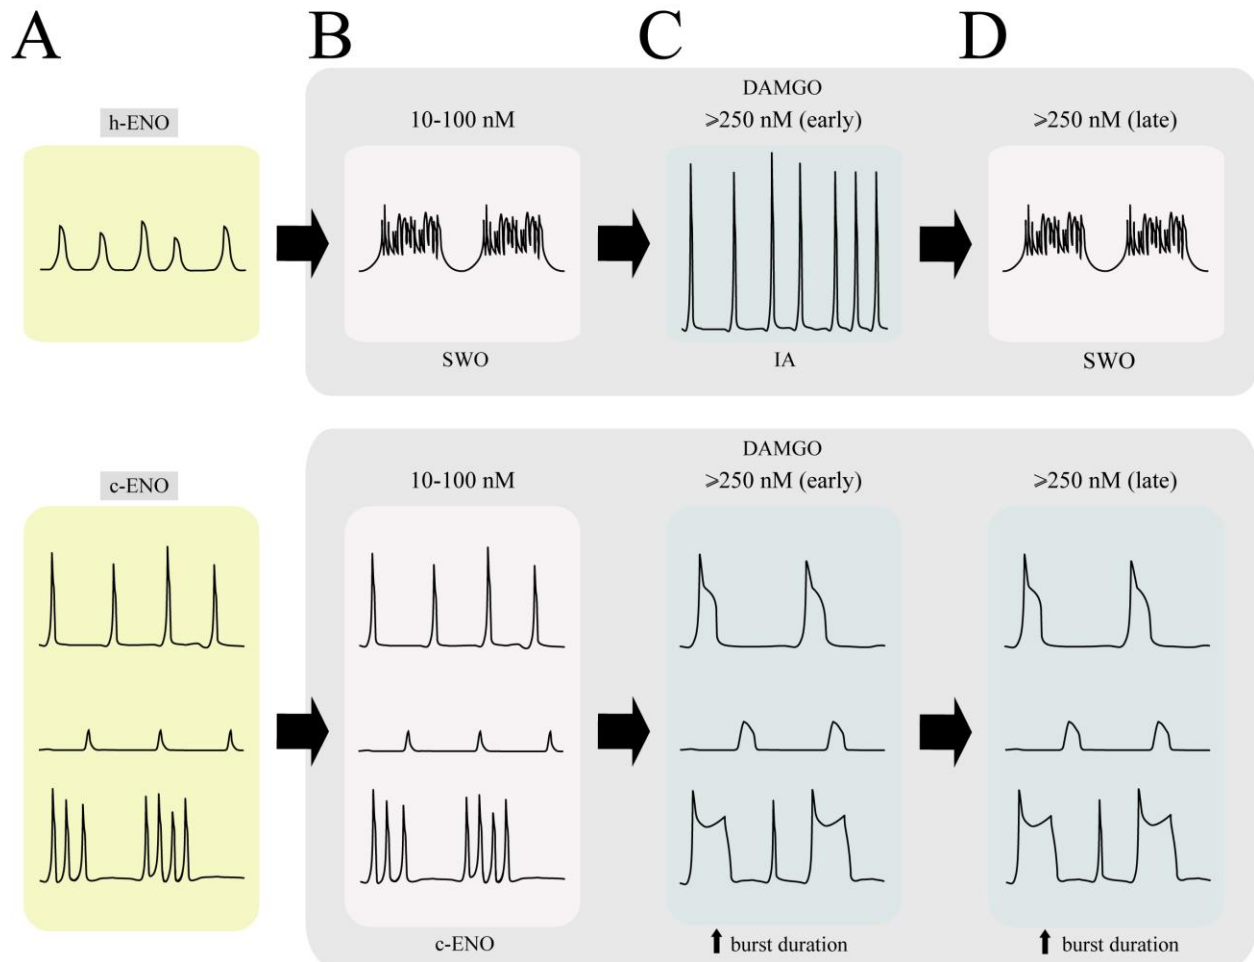 A B C D
DAMGO
h-ENO 10-100 nM ⩾250 nM (early) ⩾250 nM (late)
SWO IA SWO
DAMGO
c-ENO 10-100 nM ⩾250 nM (early) ⩾250 nM (late)
c-ENO burst duration burst duration